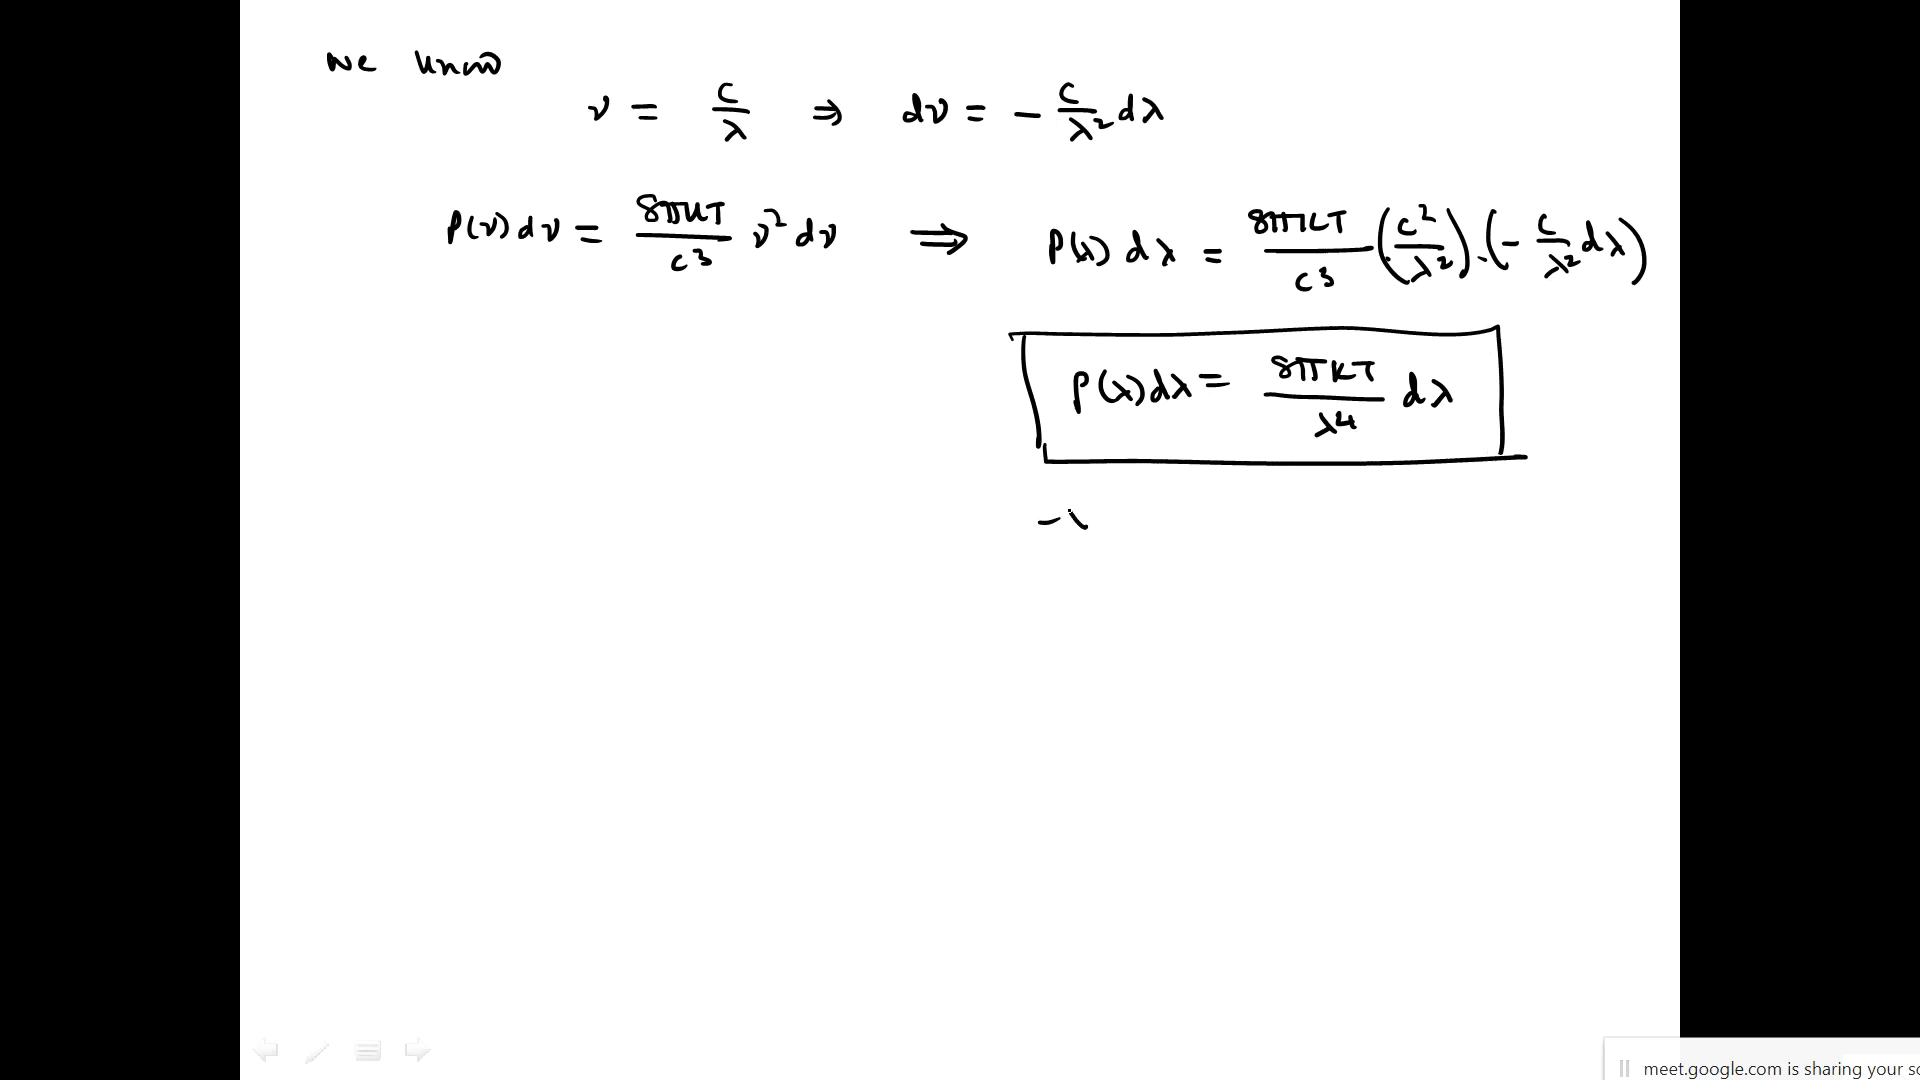 We know
ν = c/λ ⇒ dν = - c/λ² dλ
ρ(ν) dν = 8πkT/c³ ν² dν ⟹ ρ(λ) dλ = 8πkT/c³ (c²/λ²).(- c/λ² dλ)
ρ(λ)dλ = 8πkT/λ⁴ dλ
meet.google.com is sharing your sc